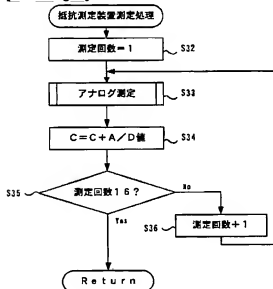 抵抗測定装置測定処理
測定回数=1
S32
アナログ測定
S33
C=C+A/D値
S34
S35
測定回数16?
No
Yes
S36
測定回数+1
Return